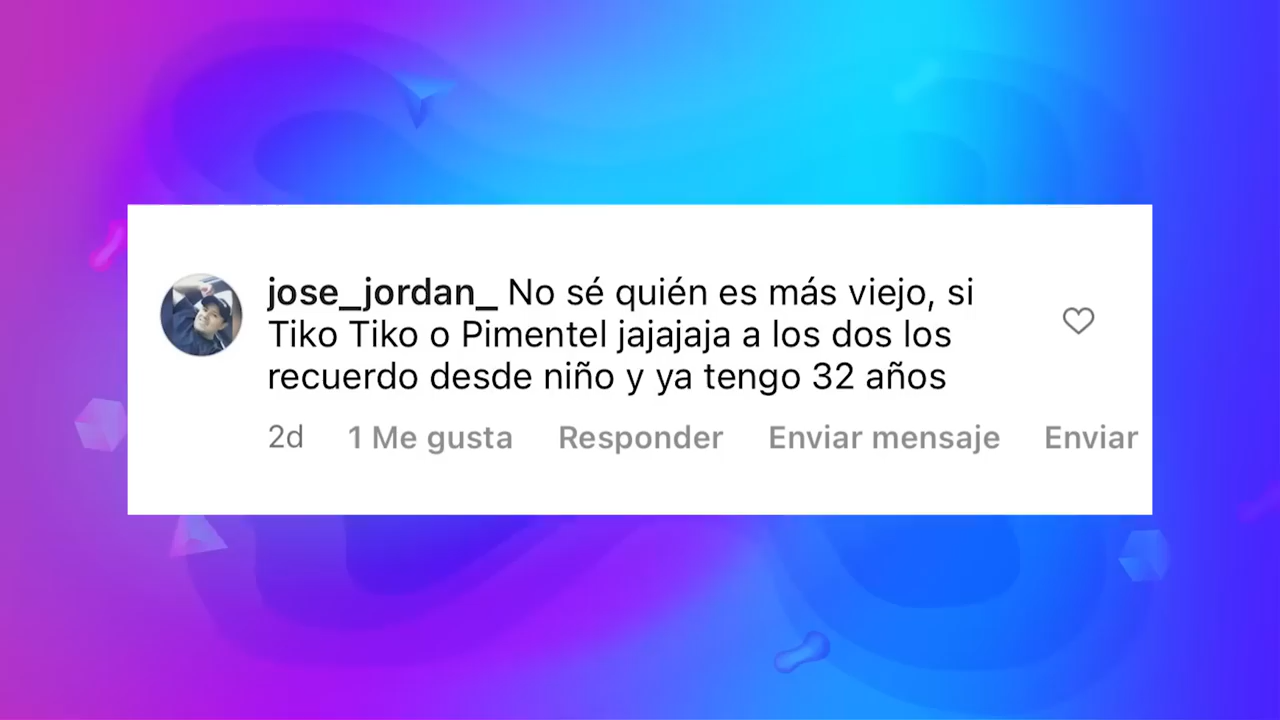 jose_jordan_ No sé quién es más viejo, si
Tiko Tiko o Pimentel jajajaja a los dos los
recuerdo desde niño y ya tengo 32 años
2d 1 Me gusta Responder Enviar mensaje Enviar